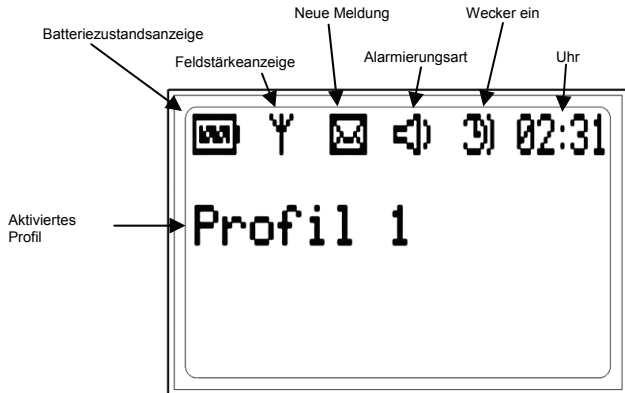 Neue Meldung
Batteriezustandsanzeige
Feldstärkeanzeige
Alarmierungsart
Wecker ein
Uhr
02:31
Aktiviertes
Profil
Profil 1